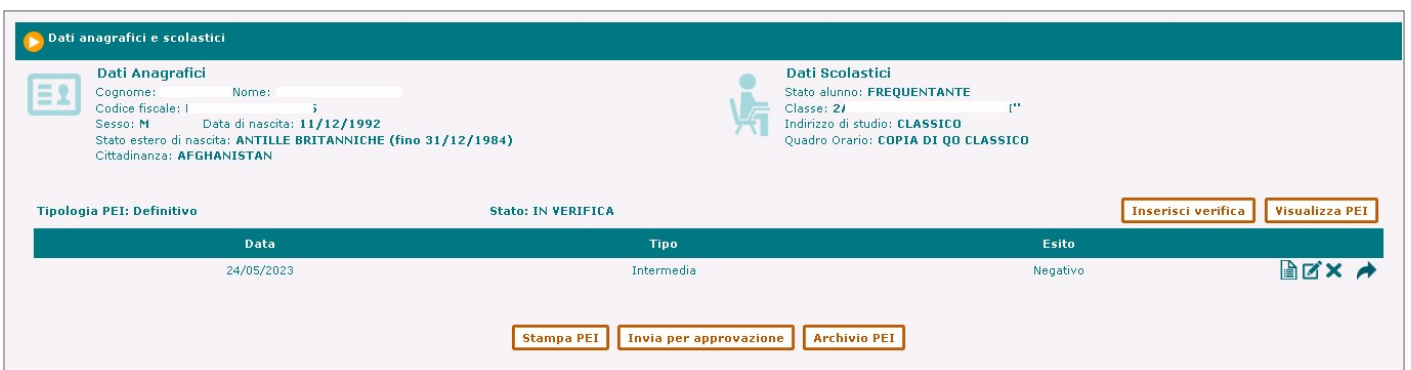 Dati anagrafici e scolastici
Dati Anagrafici
Cognome: Nome:
Codice fiscale:
Sesso: M Data di nascita: 11/12/1992
Stato estero di nascita: ANTILLE BRITANNICHE (fino 31/12/1984)
Cittadinanza: AFGHANISTAN
Dati Scolastici
Stato alunno: FREQUENTANTE
Classe:
Indirizzo di studio: CLASSICO
Quadro Orario: COPIA DI QO CLASSICO
Tipologia PEI: Definitivo Stato: IN VERIFICA Inserisci verifica Visualizza PEI
Data Tipo Esito
24/05/2023 Intermedia Negativo
Stampa PEI Invia per approvazione Archivio PEI